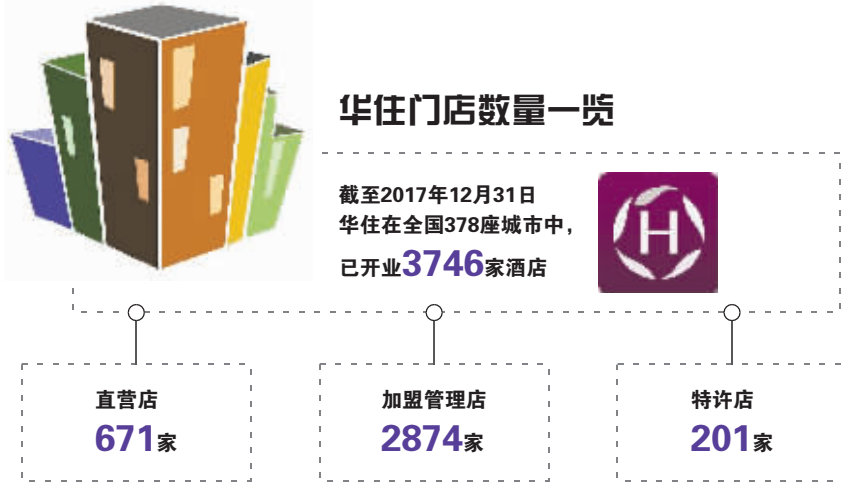 华住门店数量一览
截至2017年12月31日
华住在全国378座城市中，
已开业3746家酒店
H
直营店
671家
加盟管理店
2874家
特许店
201家